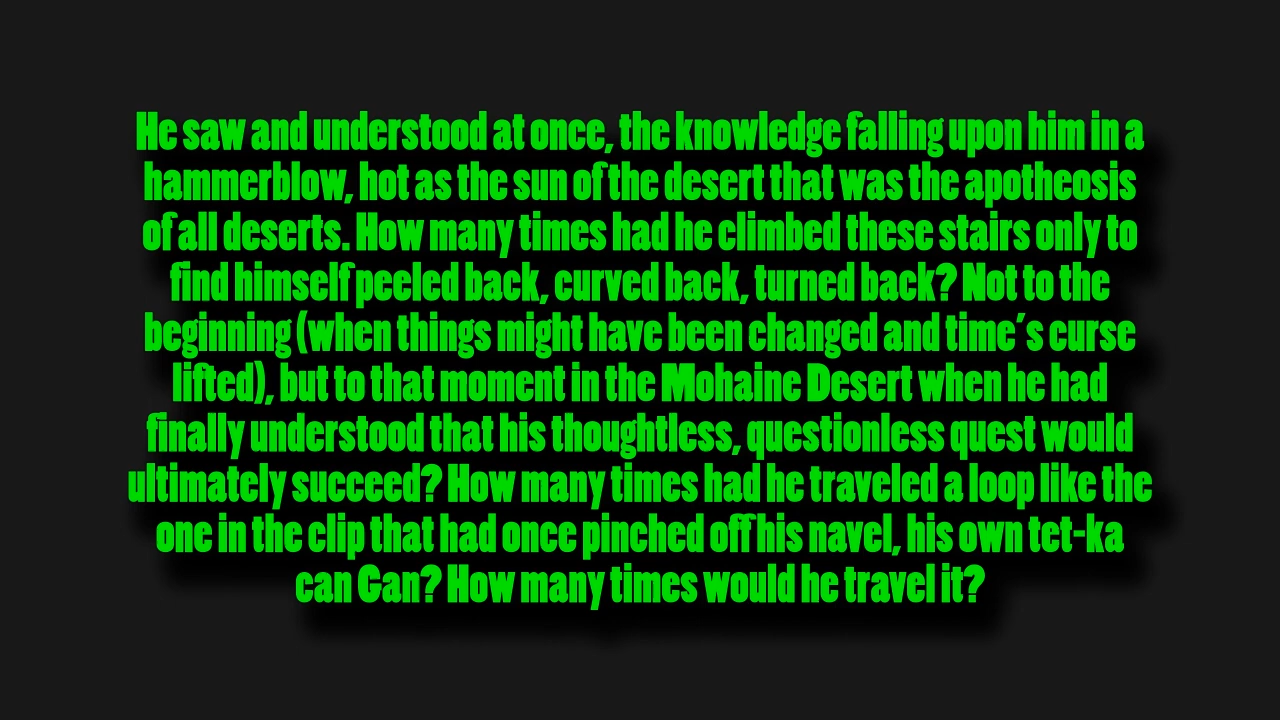 He saw and understood at once, the knowledge falling upon him in a
hammerblow, hot as the sun of the desert that was the apotheosis
of all deserts. How many times had he climbed these stairs only to
find himself peeled back, curved back, turned back? Not to the
beginning (when things might have been changed and time's curse
lifted), but to that moment in the Mohaine Desert when he had
finally understood that his thoughtless, questionless quest would
ultimately succeed? How many times had he traveled a loop like the
one in the clip that had once pinched off his navel, his own tet-ka
can Gan? How many times would he travel it?